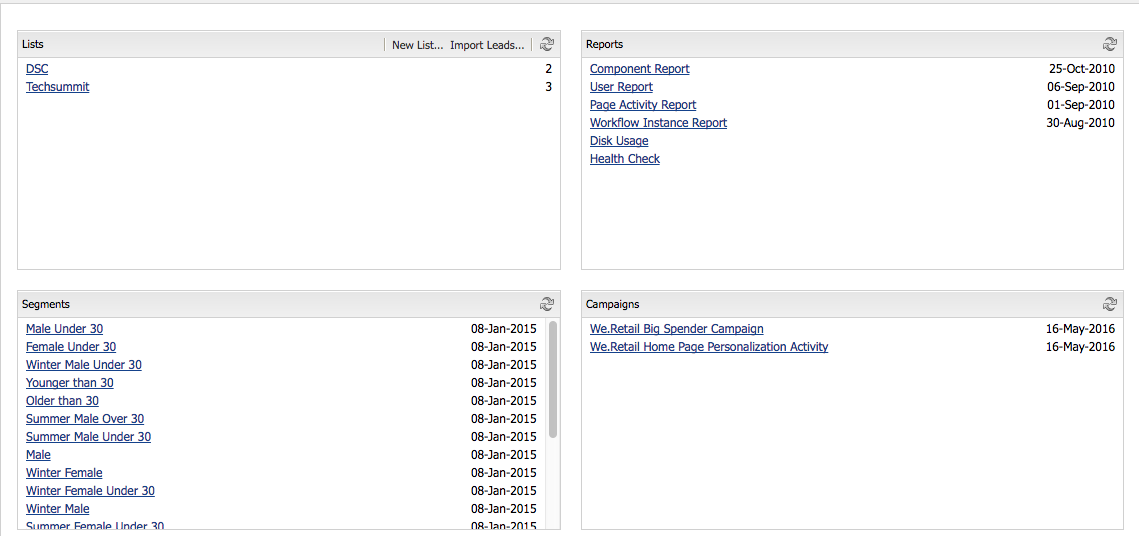 Lists New List... Import Leads...
DSC 2
Techsummit 3
Reports
Component Report 25-Oct-2010
User Report 06-Sep-2010
Page Activity Report 01-Sep-2010
Workflow Instance Report 30-Aug-2010
Disk Usage
Health Check
Segments
Male Under 30 08-Jan-2015
Female Under 30 08-Jan-2015
Winter Male Under 30 08-Jan-2015
Younger than 30 08-Jan-2015
Older than 30 08-Jan-2015
Summer Male Over 30 08-Jan-2015
Summer Male Under 30 08-Jan-2015
Male 08-Jan-2015
Winter Female 08-Jan-2015
Winter Female Under 30 08-Jan-2015
Winter Male 08-Jan-2015
Summer Female Under 30 08-Jan-2015
Campaigns
We.Retail Big Spender Campaign 16-May-2016
We.Retail Home Page Personalization Activity 16-May-2016